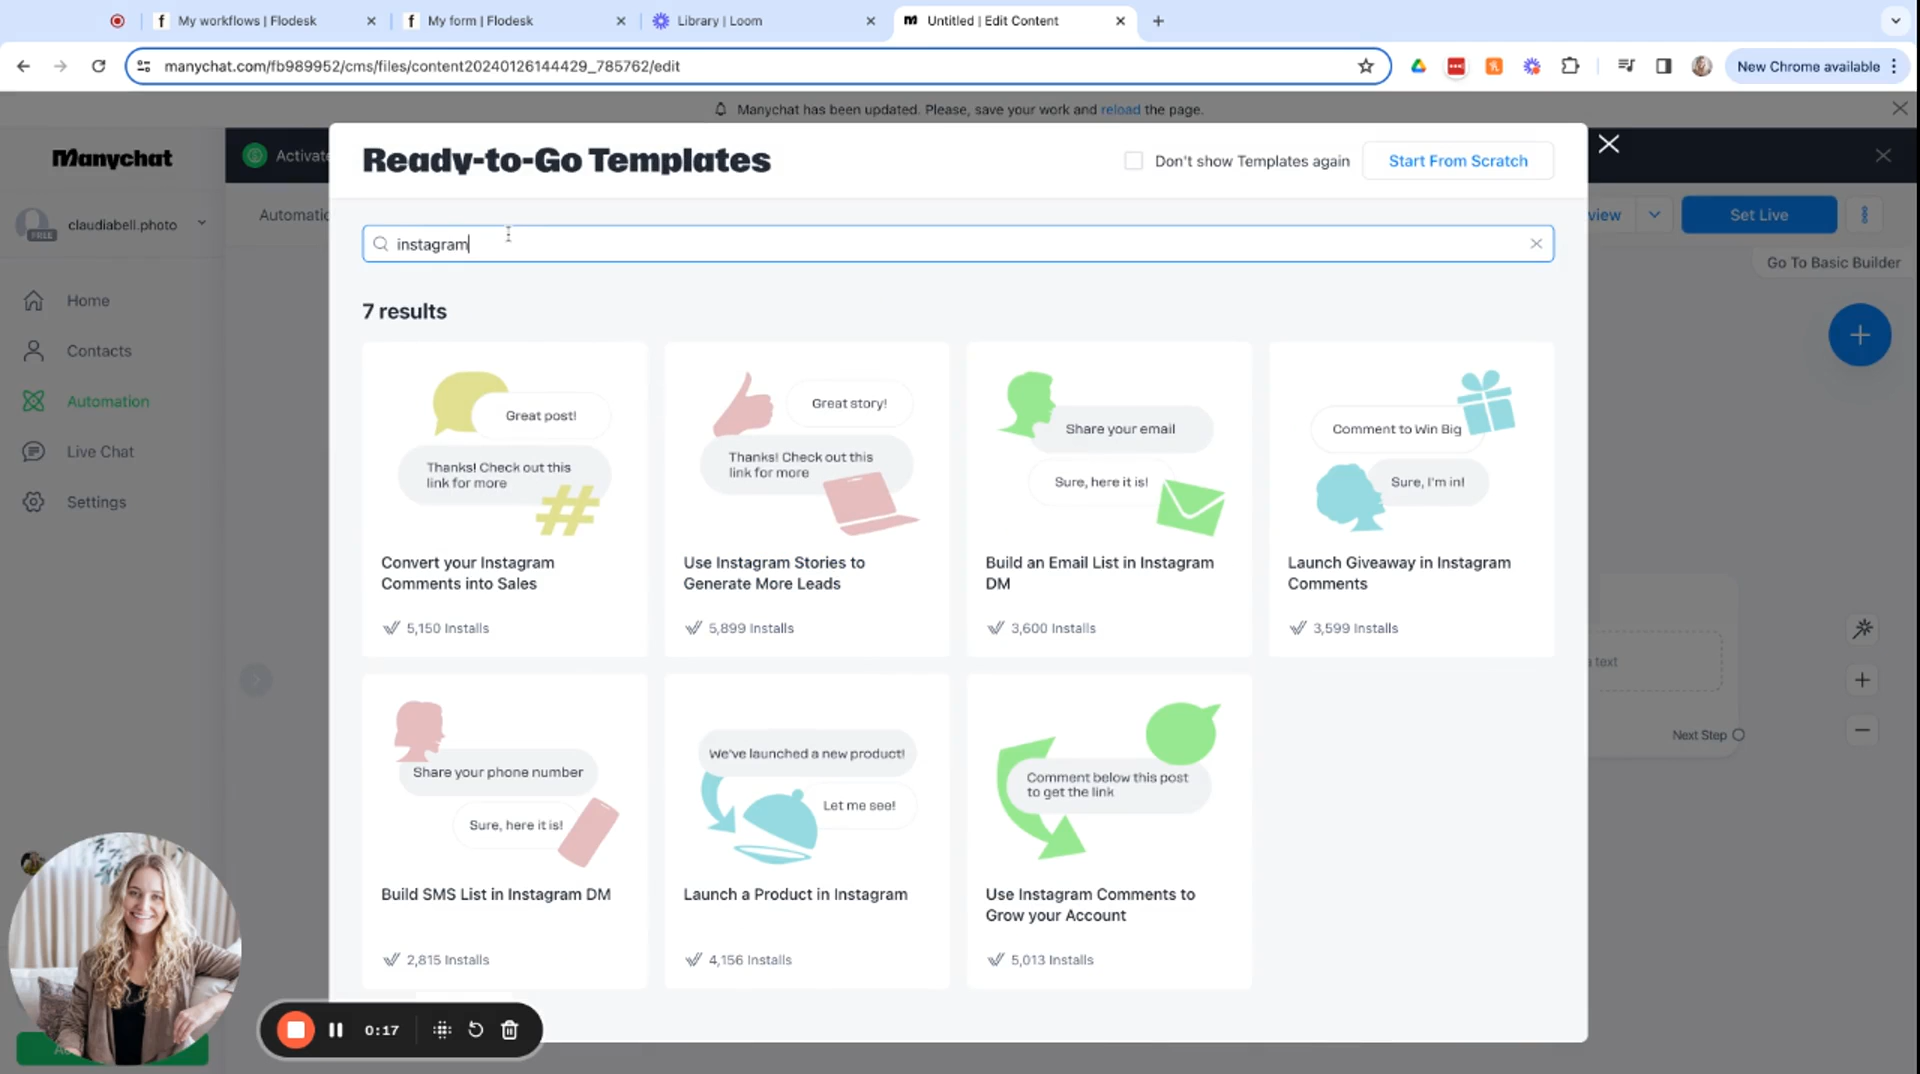 My workflows | Flodesk
My form | Flodesk
Library | Loom
Untitled | Edit Content
manychat.com/fb989952/cms/files/content20240126144429_785762/edit
New Chrome available
Manychat has been updated. Please, save your work and reload the page.
Manychat
Activate
Ready-to-Go Templates
Don't show Templates again
Start From Scratch
claudiabell.photo
FREE
Automatic
view
Set Live
instagram
Go To Basic Builder
Home
Contacts
Automation
Live Chat
Settings
7 results
Great post!
Thanks! Check out this
link for more
Convert your Instagram
Comments into Sales
5,150 Installs
Great story!
Thanks! Check out this
link for more
Use Instagram Stories to
Generate More Leads
5,899 Installs
Share your email
Sure, here it is!
Build an Email List in Instagram
DM
3,600 Installs
Comment to Win Big
Sure, I'm in!
Launch Giveaway in Instagram
Comments
3,599 Installs
a text
Next Step
Share your phone number
Sure, here it is!
Build SMS List in Instagram DM
2,815 Installs
We've launched a new product!
Let me see!
Launch a Product in Instagram
4,156 Installs
Comment below this post
to get the link
Use Instagram Comments to
Grow your Account
5,013 Installs
0:17